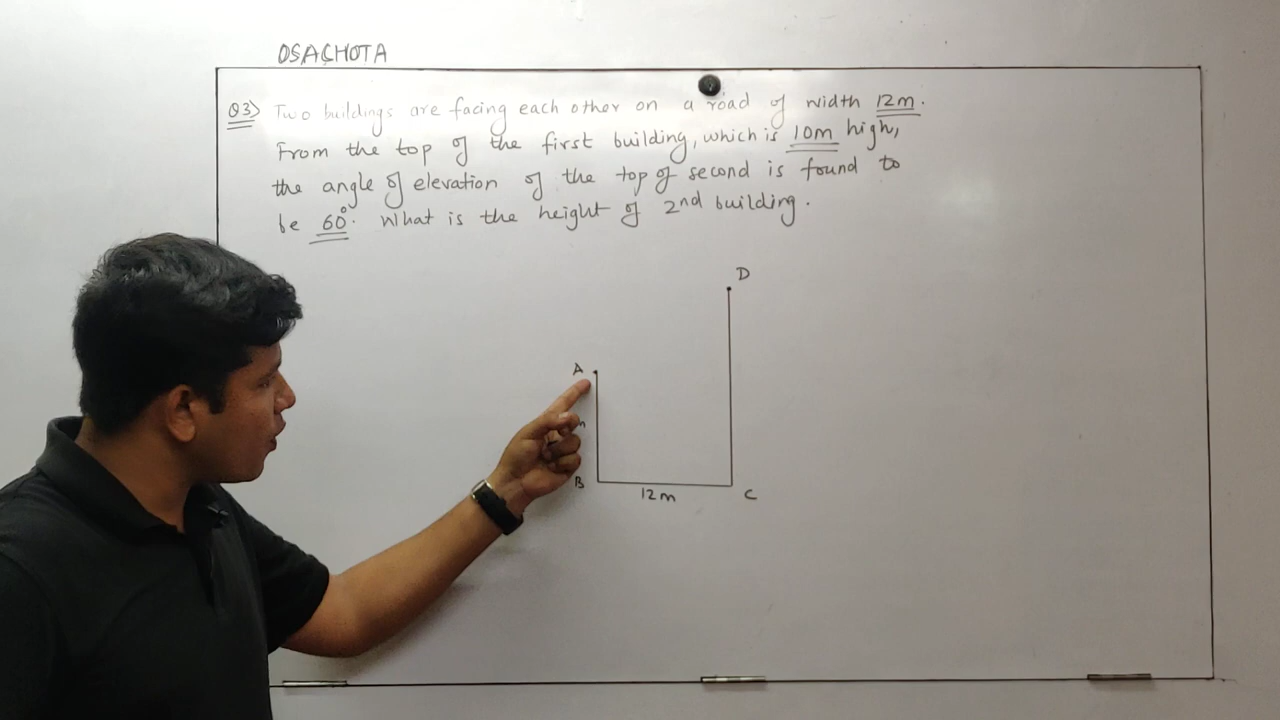 OSACHOTA
Q3) Two buildings are facing each other on a road of width 12m.
From the top of the first building, which is 10m high,
the angle of elevation of the top of second is found to
be 60°. What is the height of 2nd building.
D
A
m
B
12m
C